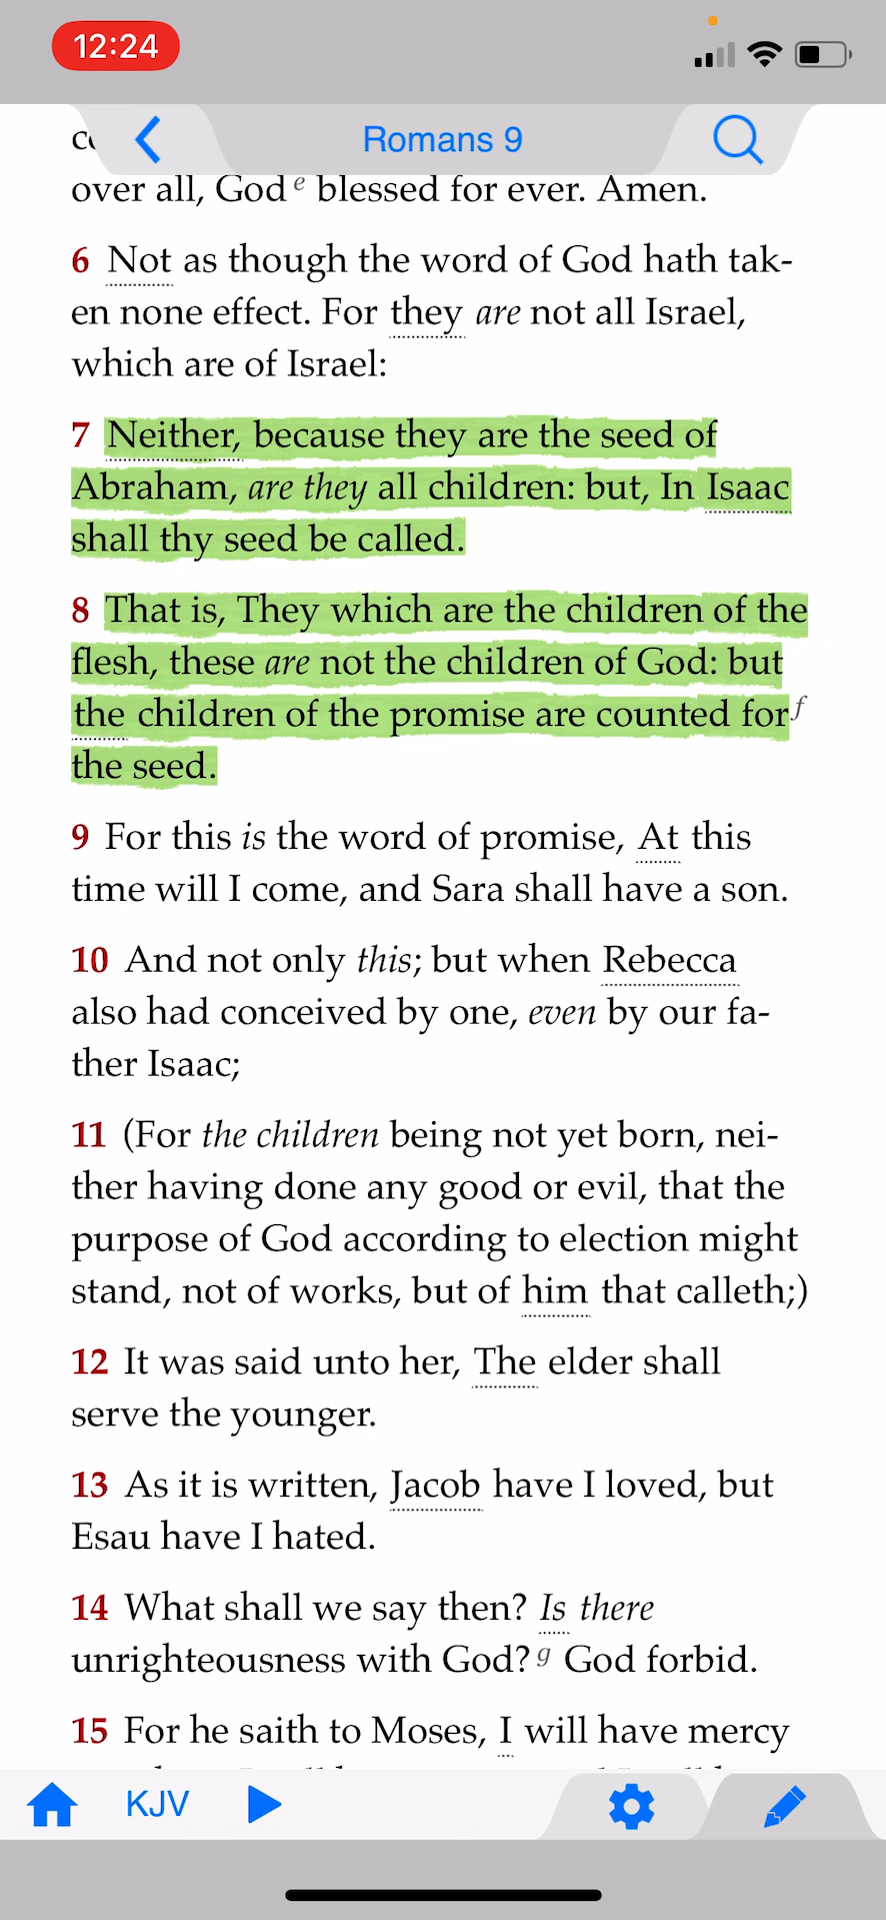 12:24
Romans 9
over all, God e blessed for ever. Amen.
6 Not as though the word of God hath tak-
en none effect. For they are not all Israel,
which are of Israel:
7 Neither, because they are the seed of
Abraham, are they all children: but, In Isaac
shall thy seed be called.
8 That is, They which are the children of the
flesh, these are not the children of God: but
the children of the promise are counted for f
the seed.
9 For this is the word of promise, At this
time will I come, and Sara shall have a son.
10 And not only this; but when Rebecca
also had conceived by one, even by our fa-
ther Isaac;
11 (For the children being not yet born, nei-
ther having done any good or evil, that the
purpose of God according to election might
stand, not of works, but of him that calleth;)
12 It was said unto her, The elder shall
serve the younger.
13 As it is written, Jacob have I loved, but
Esau have I hated.
14 What shall we say then? Is there
unrighteousness with God? g God forbid.
15 For he saith to Moses, I will have mercy
KJV